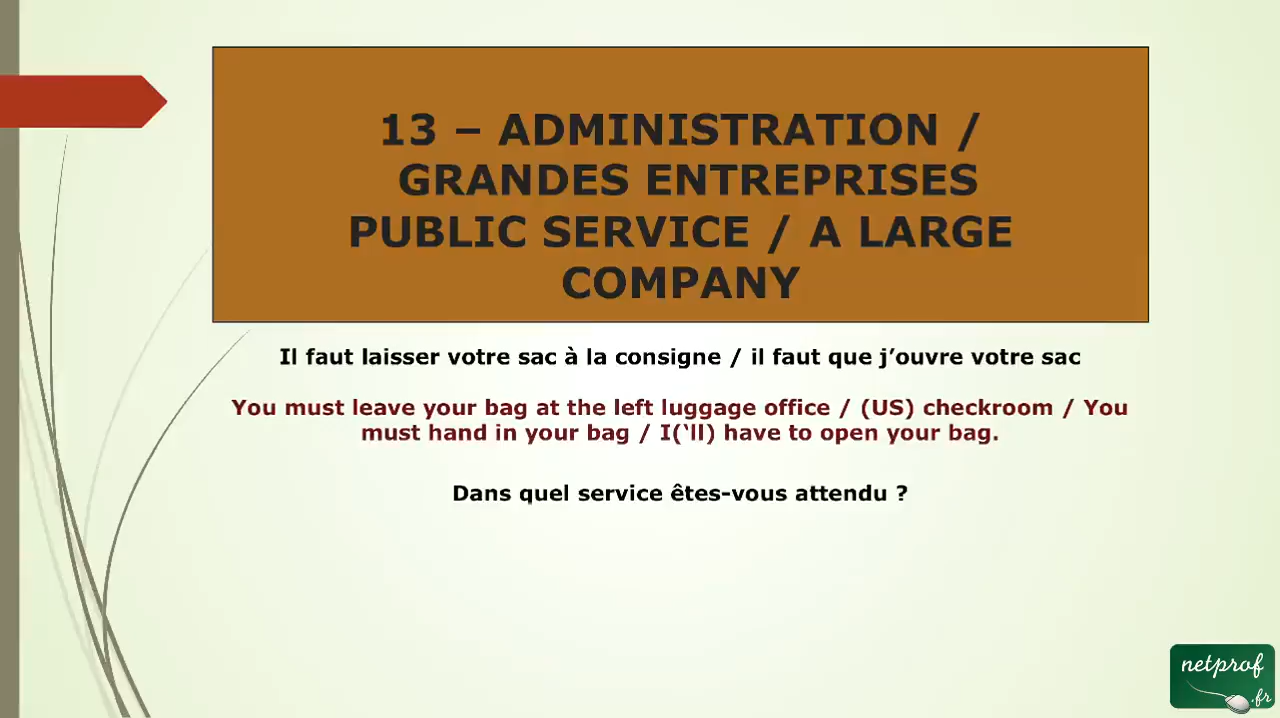 13 – ADMINISTRATION /
GRANDES ENTREPRISES
PUBLIC SERVICE / A LARGE
COMPANY
Il faut laisser votre sac à la consigne / il faut que j’ouvre votre sac
You must leave your bag at the left luggage office / (US) checkroom / You
must hand in your bag / I(‘ll) have to open your bag.
Dans quel service êtes-vous attendu ?
netprof
.fr